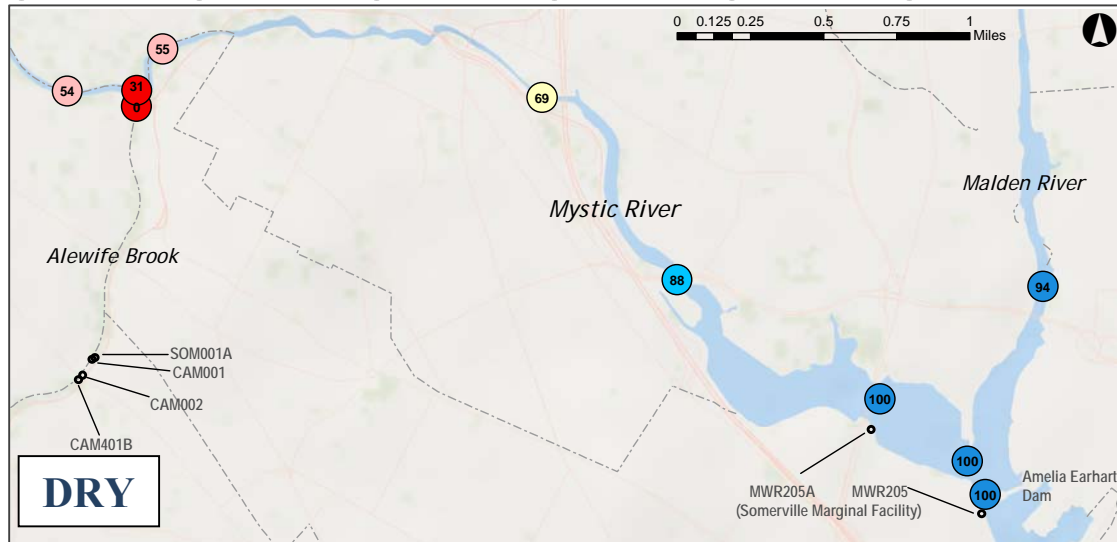 0 0.125 0.25 0.5 0.75 1
Miles
55
54
31
0
69
Malden River
Mystic River
Alewife Brook
88
94
SOM001A
CAM001
CAM002
CAM401B
100
100
100
MWR205A
(Somerville Marginal Facility)
MWR205
Amelia Earhart
Dam
DRY